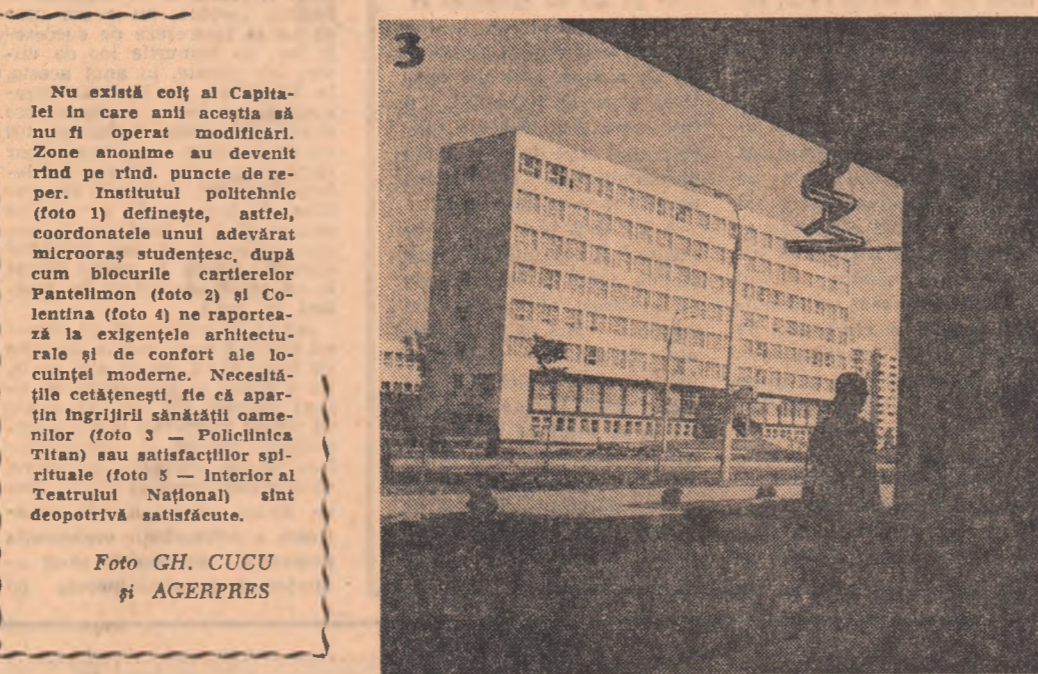 Nu există colț al Capita-
lei in care anii aceștia să
nu fi operat modificări.
Zone anonime au devenit
rînd pe rînd. puncte de re-
per. Institutul politehnic
(foto 1) definește, astfel,
coordonatele unui adevărat
microoraș studențesc, după
cum blocurile cartierelor
Pantelimon (foto 2) și Co-
lentina (foto 4) ne raportea-
ză la exigențele arhitectu-
rale și de confort ale lo-
cuinței moderne. Necesită-
țile cetățenești, fie că apar-
țin îngrijirii sănătății oame-
nilor (foto 3 — Policlinica
Titan) sau satisfacțiilor spi-
rituale (foto 5 — interior al
Teatrului Național) sînt
deopotrivă satisfăcute.
Foto GH. CUCU
și AGERPRES
3